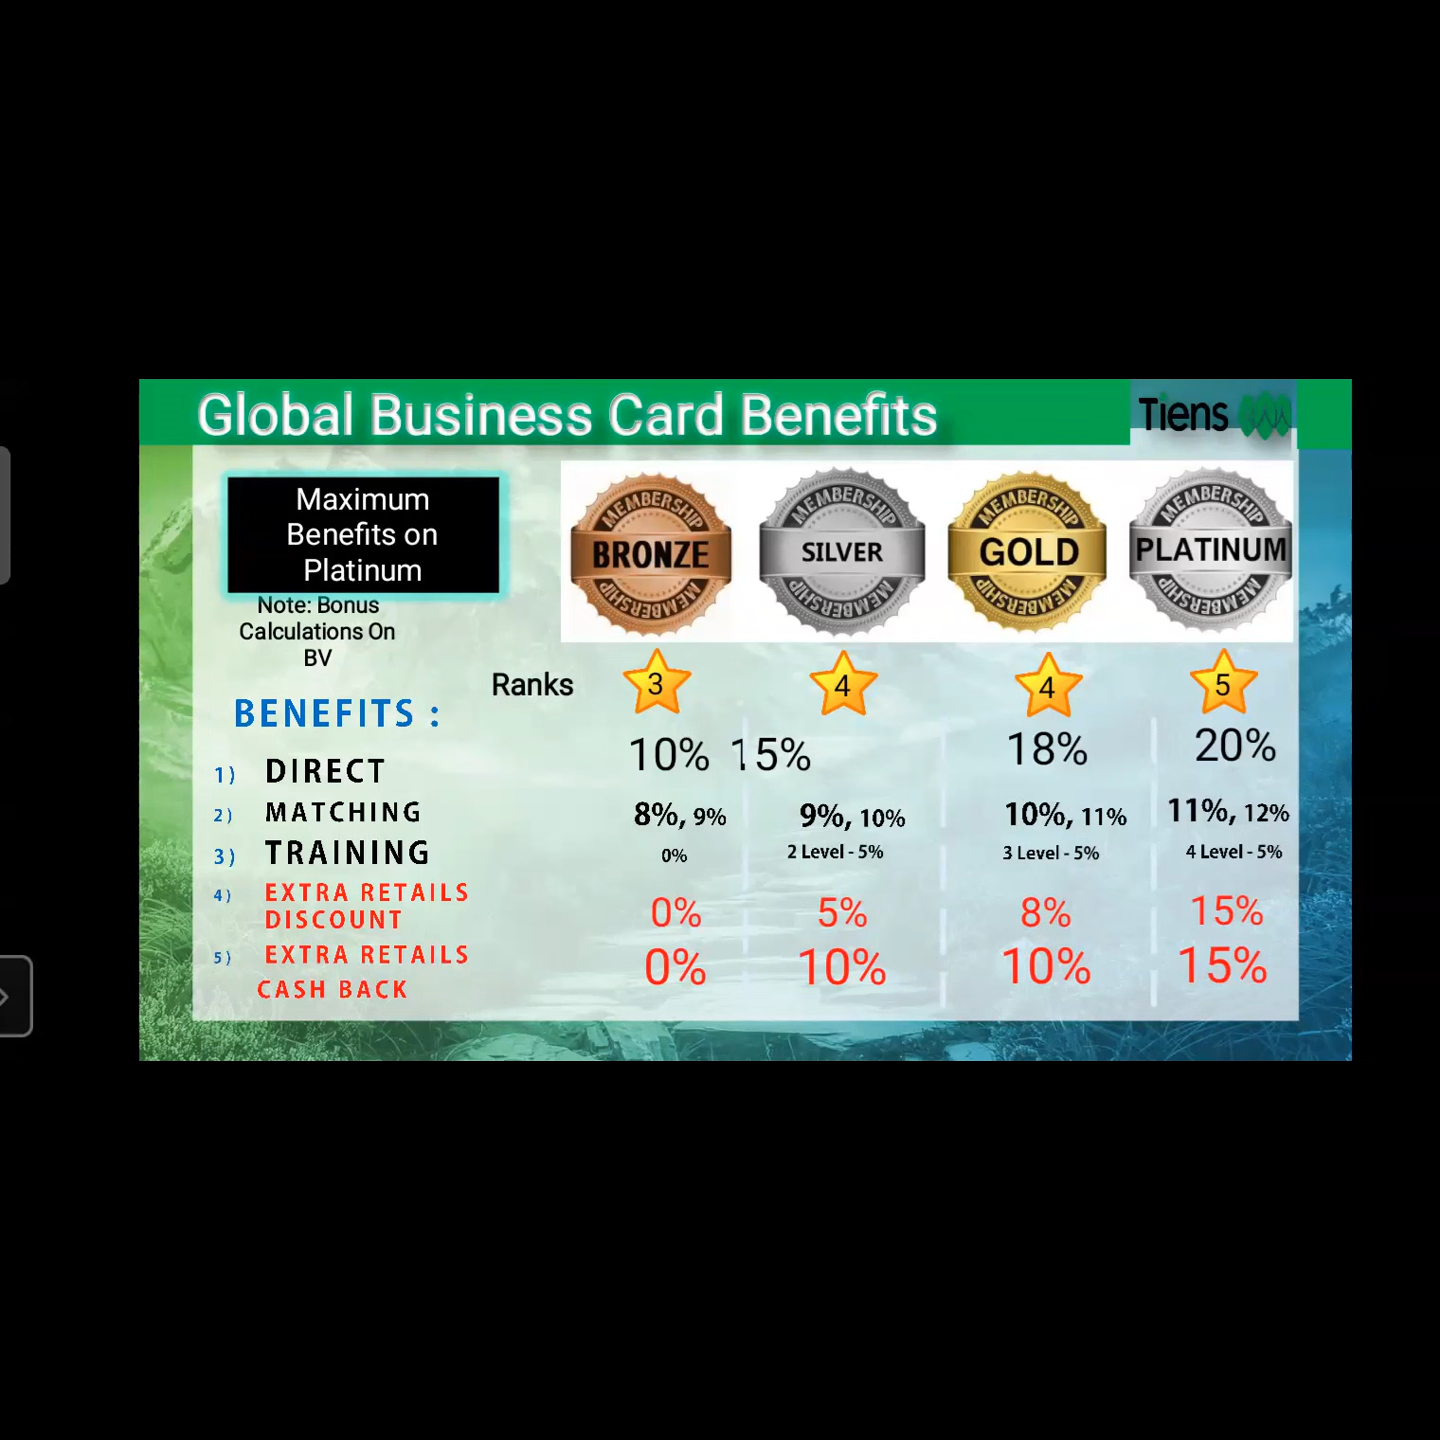 Global Business Card Benefits
Tiens
Maximum
Benefits on
Platinum
Note: Bonus
Calculations On
BV
MEMBERSHIP
BRONZE
MEMBERSHIP
MEMBERSHIP
SILVER
MEMBERSHIP
MEMBERSHIP
GOLD
MEMBERSHIP
MEMBERSHIP
PLATINUM
MEMBERSHIP
Ranks 3 4 4 5
BENEFITS :
1) DIRECT 10% 15% 18% 20%
2) MATCHING 8%, 9% 9%, 10% 10%, 11% 11%, 12%
3) TRAINING 0% 2 Level - 5% 3 Level - 5% 4 Level - 5%
4) EXTRA RETAILS
DISCOUNT 0% 5% 8% 15%
5) EXTRA RETAILS
CASH BACK 0% 10% 10% 15%